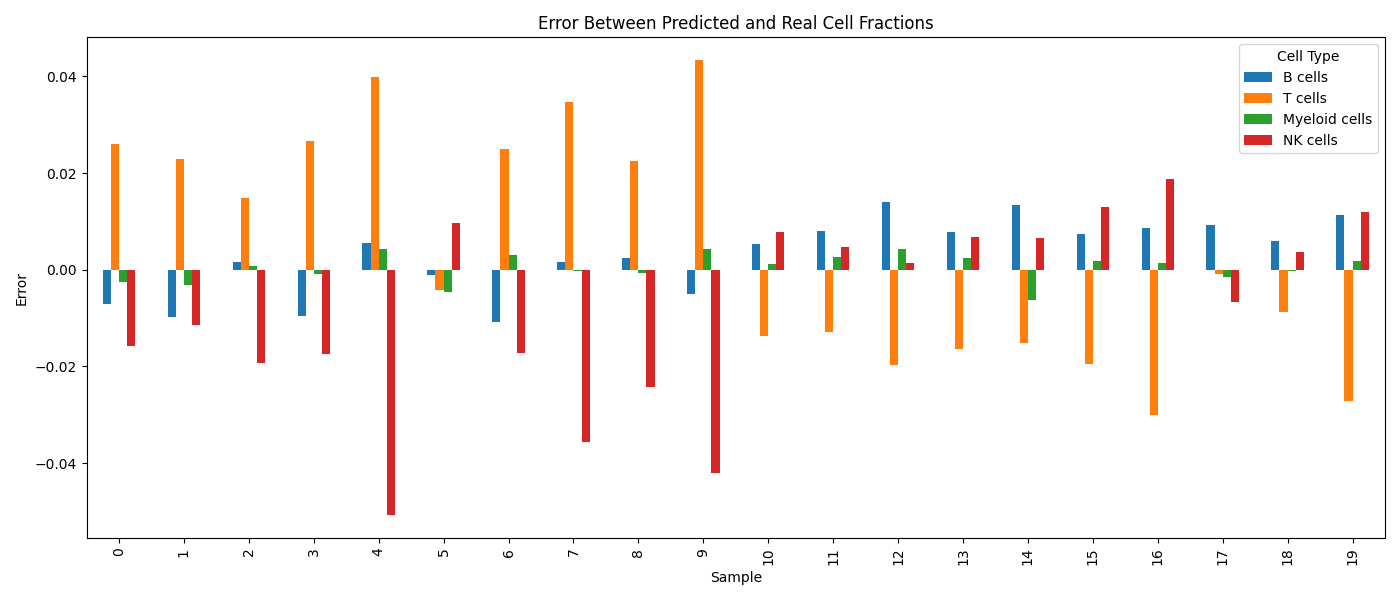 Error Between Predicted and Real Cell Fractions
Cell Type
B cells
T cells
Myeloid cells
NK cells
Error
0.04
0.02
0.00
−0.02
−0.04
0 1 2 3 4 5 6 7 8 9 10 11 12 13 14 15 16 17 18 19
Sample